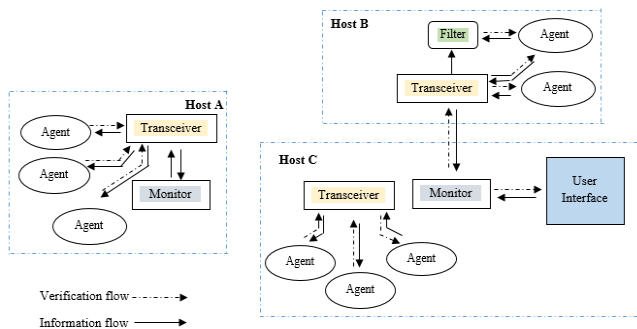 Host B
Filter
Agent
Transceiver
Agent
Host A
Agent
Transceiver
Agent
Monitor
Agent
Host C
Transceiver
Monitor
User
Interface
Agent
Agent
Agent
Verification flow
Information flow